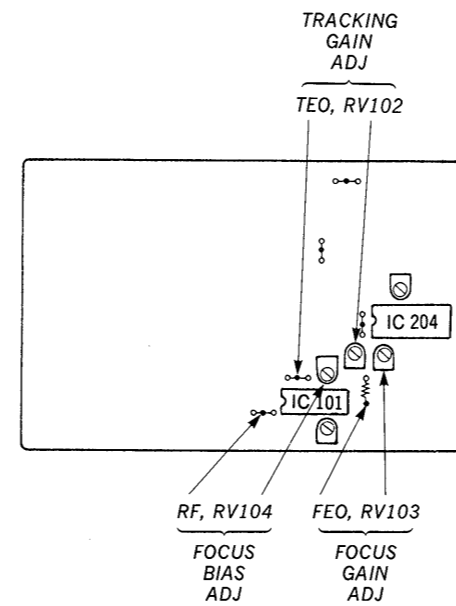 TRACKING
GAIN
ADJ
TEO, RV102
IC 204
IC 101
RF, RV104
FEO, RV103
FOCUS
BIAS
ADJ
FOCUS
GAIN
ADJ